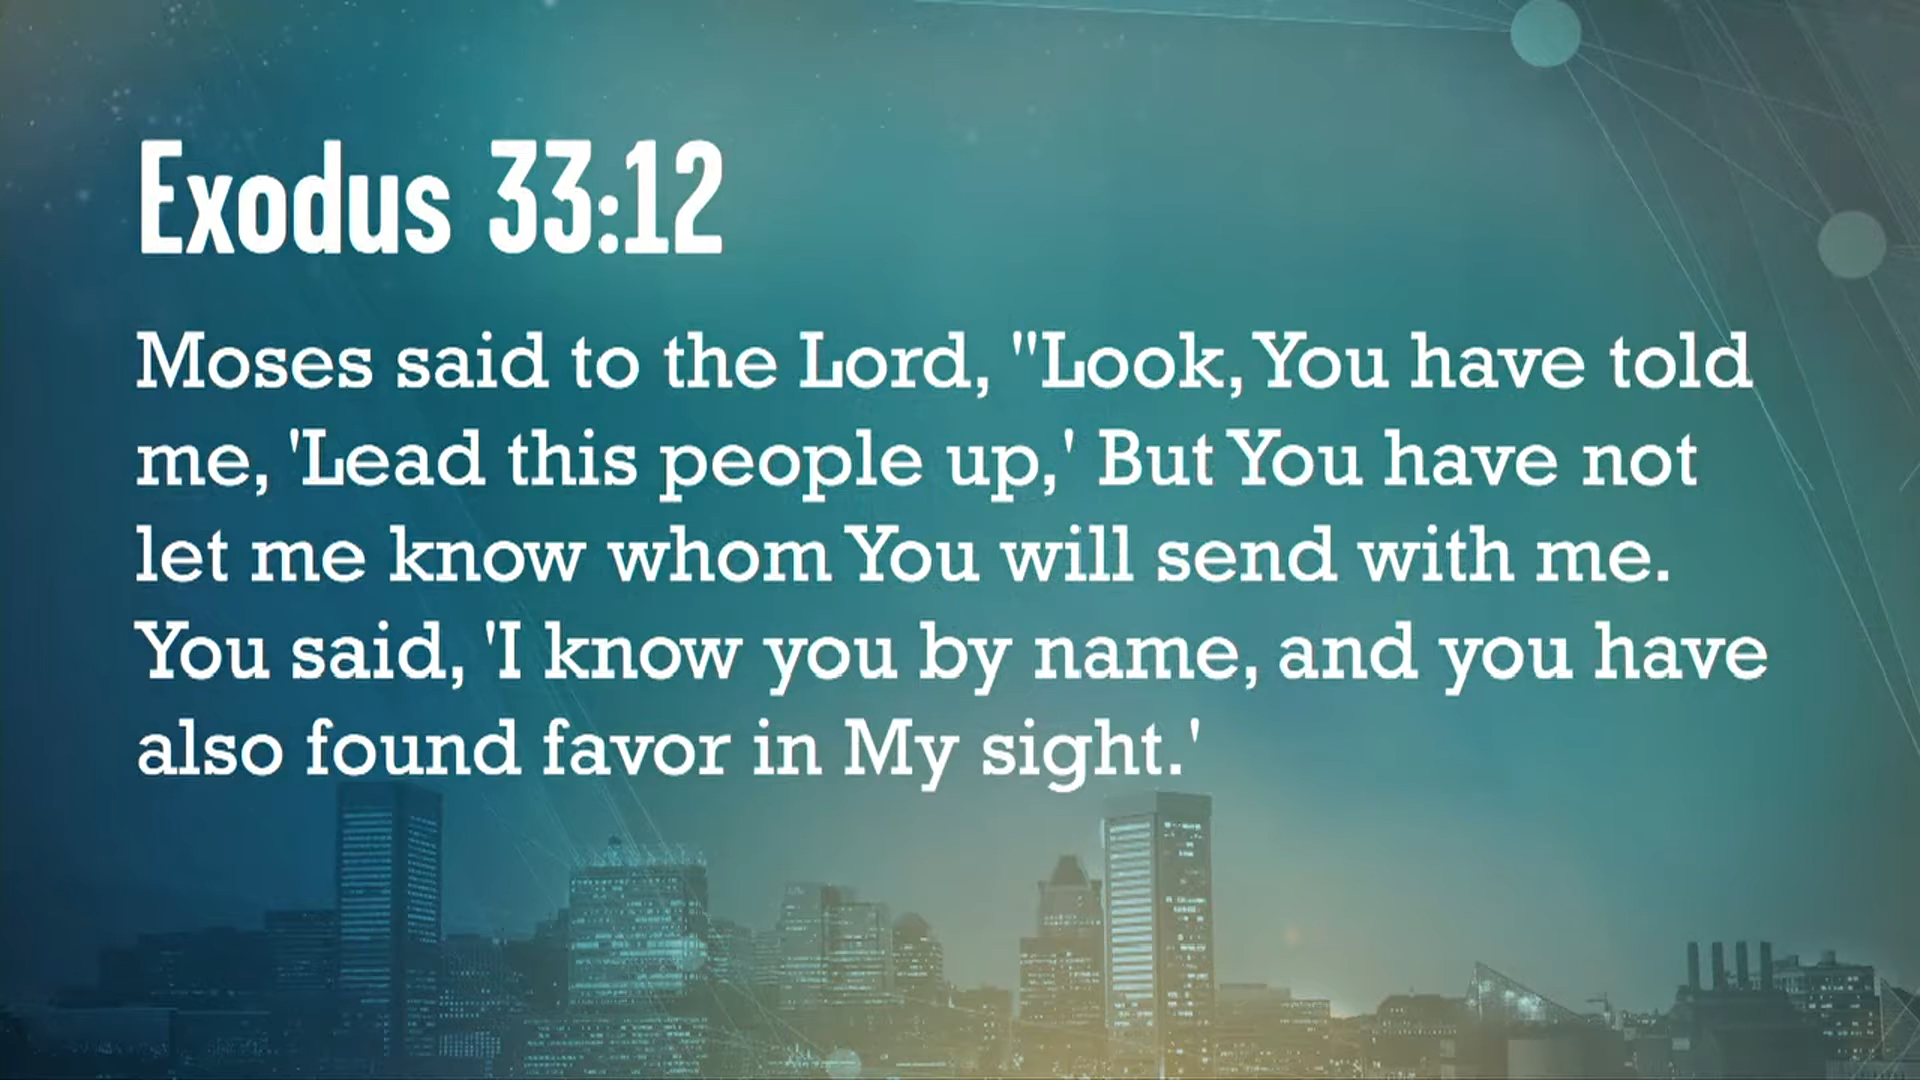 Exodus 33:12
Moses said to the Lord, "Look, You have told
me, 'Lead this people up,' But You have not
let me know whom You will send with me.
You said, 'I know you by name, and you have
also found favor in My sight.'